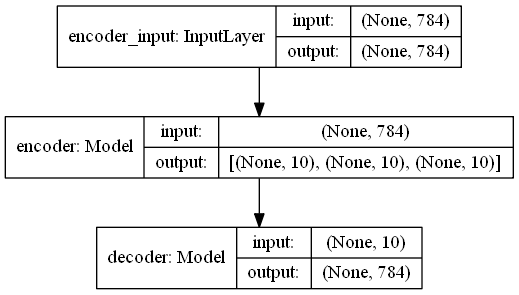 encoder_input: InputLayer
input: (None, 784)
output: (None, 784)
encoder: Model
input: (None, 784)
output: [(None, 10), (None, 10), (None, 10)]
decoder: Model
input: (None, 10)
output: (None, 784)